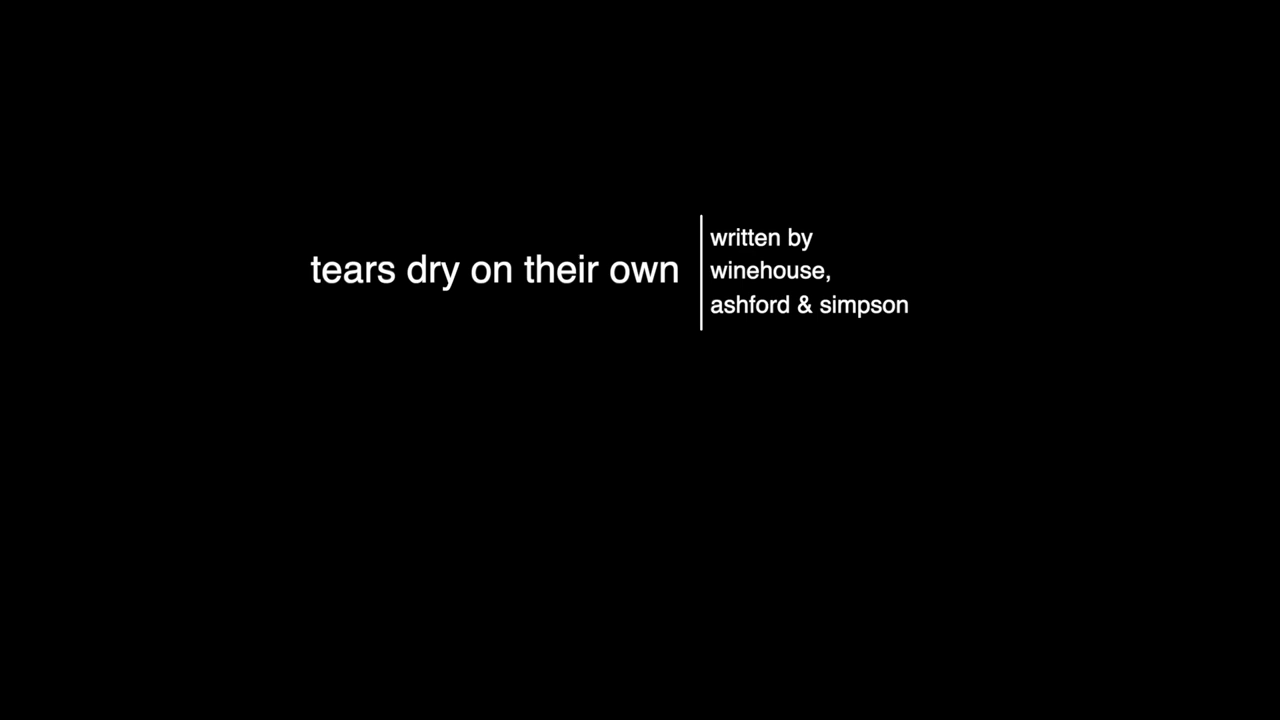 tears dry on their own
written by
winehouse,
ashford & simpson